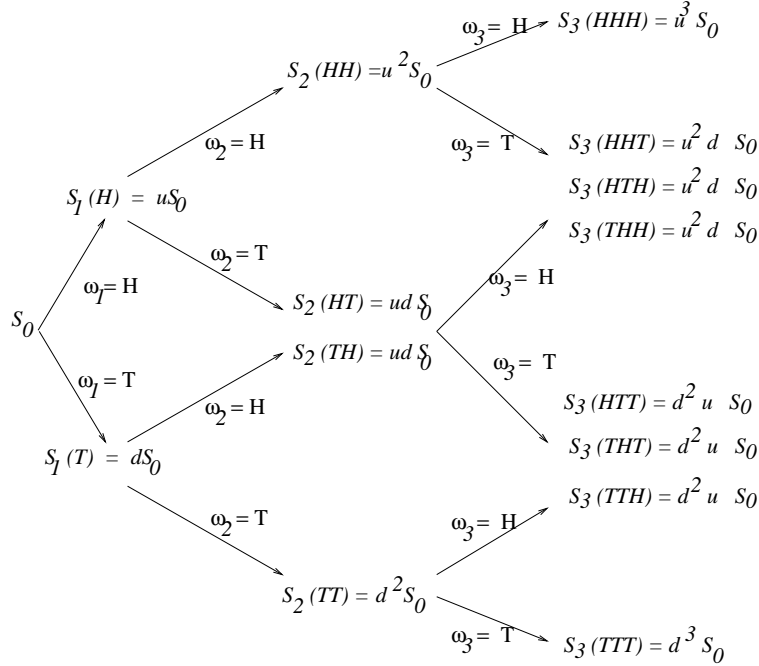 S₃ (HHH) = u³ S₀
ω₃ = H
S₂ (HH) = u² S₀
ω₂ = H
ω₃ = T
S₃ (HHT) = u² d S₀
S₃ (HTH) = u² d S₀
S₃ (THH) = u² d S₀
S₁ (H) = uS₀
ω₂ = T
ω₃ = H
ω₁ = H
S₂ (HT) = ud S₀
S₀
S₂ (TH) = ud S₀
ω₃ = T
ω₁ = T
ω₂ = H
S₃ (HTT) = d² u S₀
S₃ (THT) = d² u S₀
S₁ (T) = dS₀
S₃ (TTH) = d² u S₀
ω₂ = T
ω₃ = H
S₂ (TT) = d² S₀
ω₃ = T
S₃ (TTT) = d³ S₀